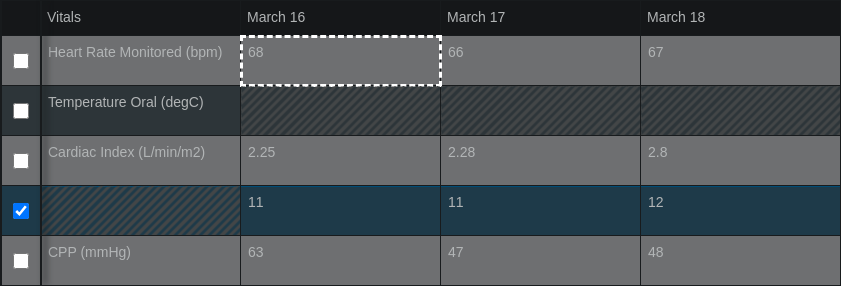 Vitals March 16 March 17 March 18
Heart Rate Monitored (bpm) 68 66 67
Temperature Oral (degC)
Cardiac Index (L/min/m2) 2.25 2.28 2.8
11 11 12
CPP (mmHg) 63 47 48